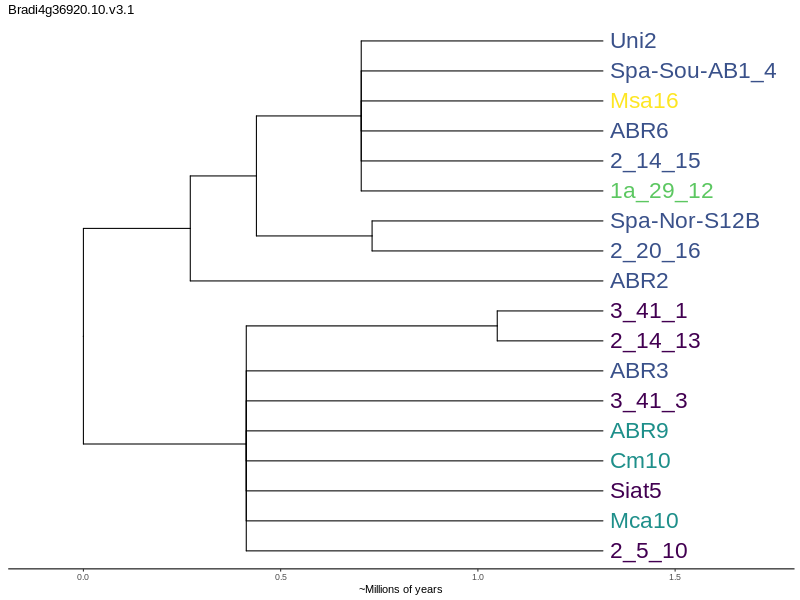 Bradi4g36920.10.v3.1
Uni2
Spa-Sou-AB1_4
Msa16
ABR6
2_14_15
1a_29_12
Spa-Nor-S12B
2_20_16
ABR2
3_41_1
2_14_13
ABR3
3_41_3
ABR9
Cm10
Siat5
Mca10
2_5_10
0.0 0.5 1.0 1.5
~Millions of years